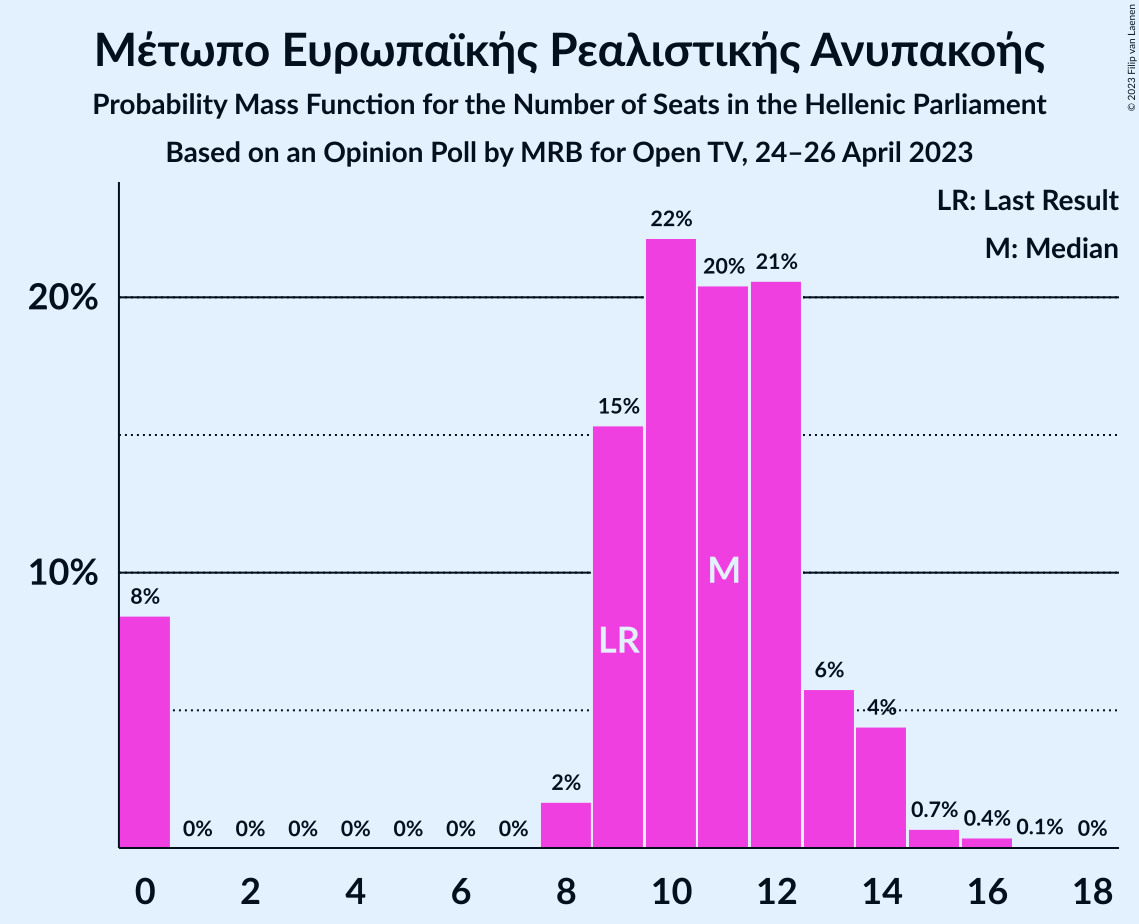 Μέτωπο Ευρωπαϊκής Ρεαλιστικής Ανυπακοής
Probability Mass Function for the Number of Seats in the Hellenic Parliament
Based on an Opinion Poll by MRB for Open TV, 24–26 April 2023
© 2023 Filip van Laenen
LR: Last Result
M: Median
20%
10%
8%
0%
0%
0%
0%
0%
0%
0%
2%
15%
22%
20%
21%
6%
4%
0.7%
0.4%
0.1%
0%
LR
M
0 2 4 6 8 10 12 14 16 18